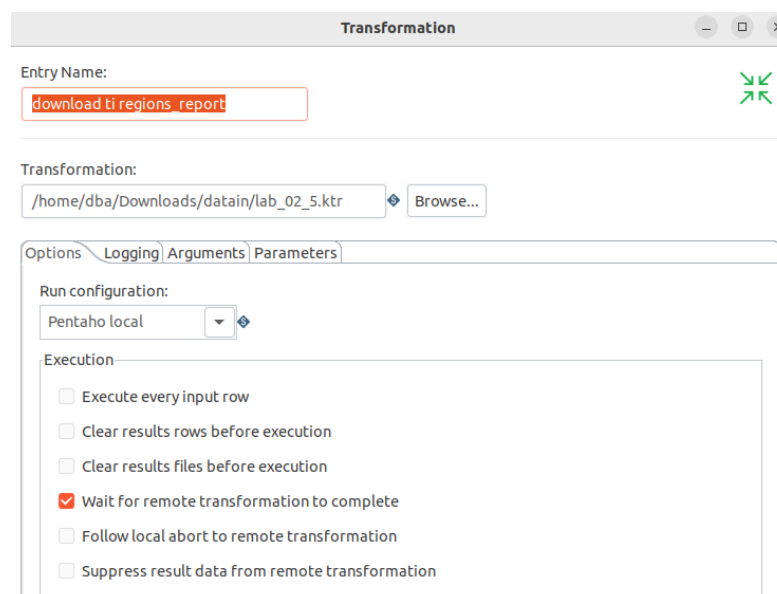 Transformation
Entry Name:
download ti regions_report
Transformation:
/home/dba/Downloads/datain/lab_02_5.ktr
Browse...
Options Logging Arguments Parameters
Run configuration:
Pentaho local
Execution
Execute every input row
Clear results rows before execution
Clear results files before execution
Wait for remote transformation to complete
Follow local abort to remote transformation
Suppress result data from remote transformation